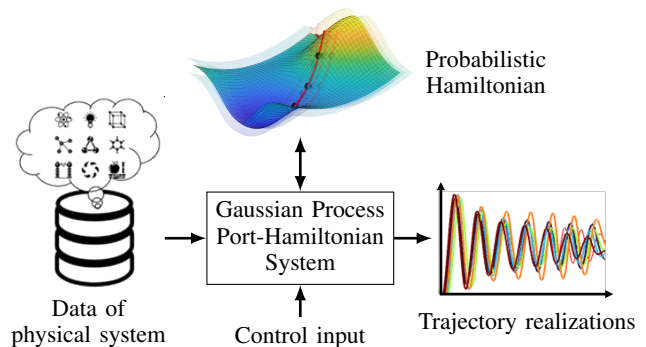 Probabilistic
Hamiltonian
Gaussian Process
Port-Hamiltonian
System
Data of
physical system
Control input
Trajectory realizations